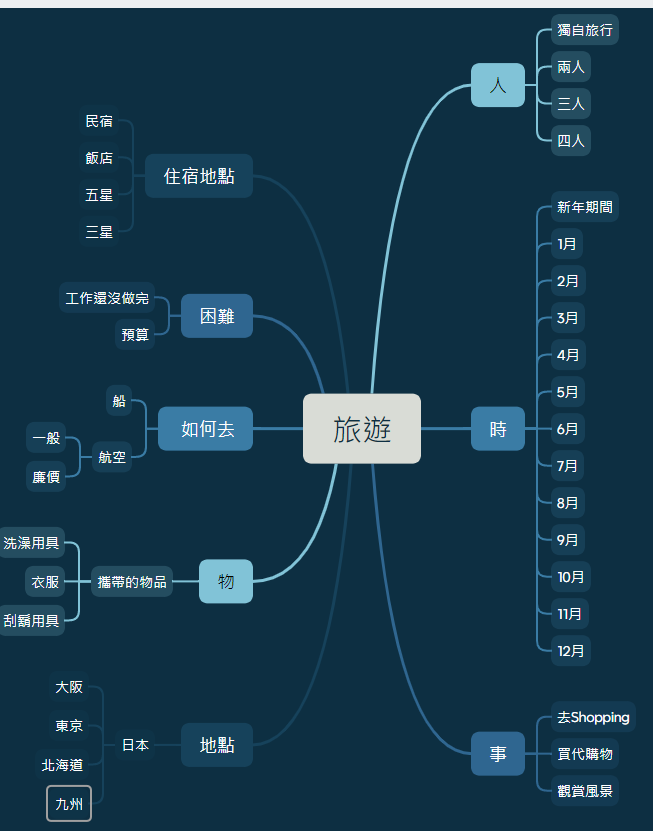 旅遊
人
獨自旅行
兩人
三人
四人
時
新年期間
1月
2月
3月
4月
5月
6月
7月
8月
9月
10月
11月
12月
事
去Shopping
買代購物
觀賞風景
住宿地點
民宿
飯店
五星
三星
困難
工作還沒做完
預算
如何去
船
航空
一般
廉價
物
攜帶的物品
洗澡用具
衣服
刮鬍用具
地點
日本
大阪
東京
北海道
九州